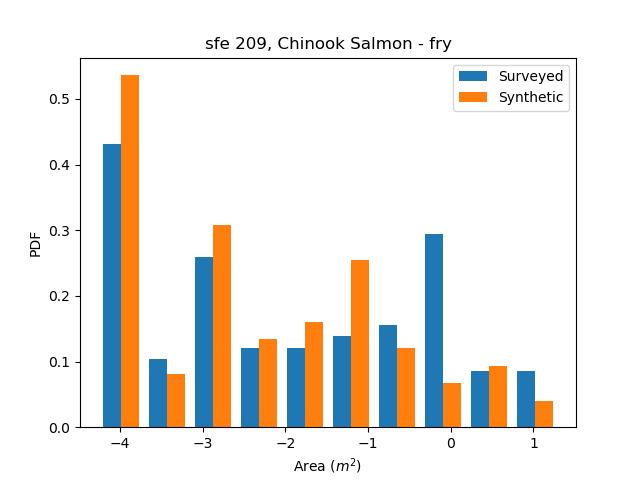 sfe 209, Chinook Salmon - fry
Surveyed
Synthetic
PDF
0.5
0.4
0.3
0.2
0.1
0.0
−4 −3 −2 −1 0 1
Area (m²)